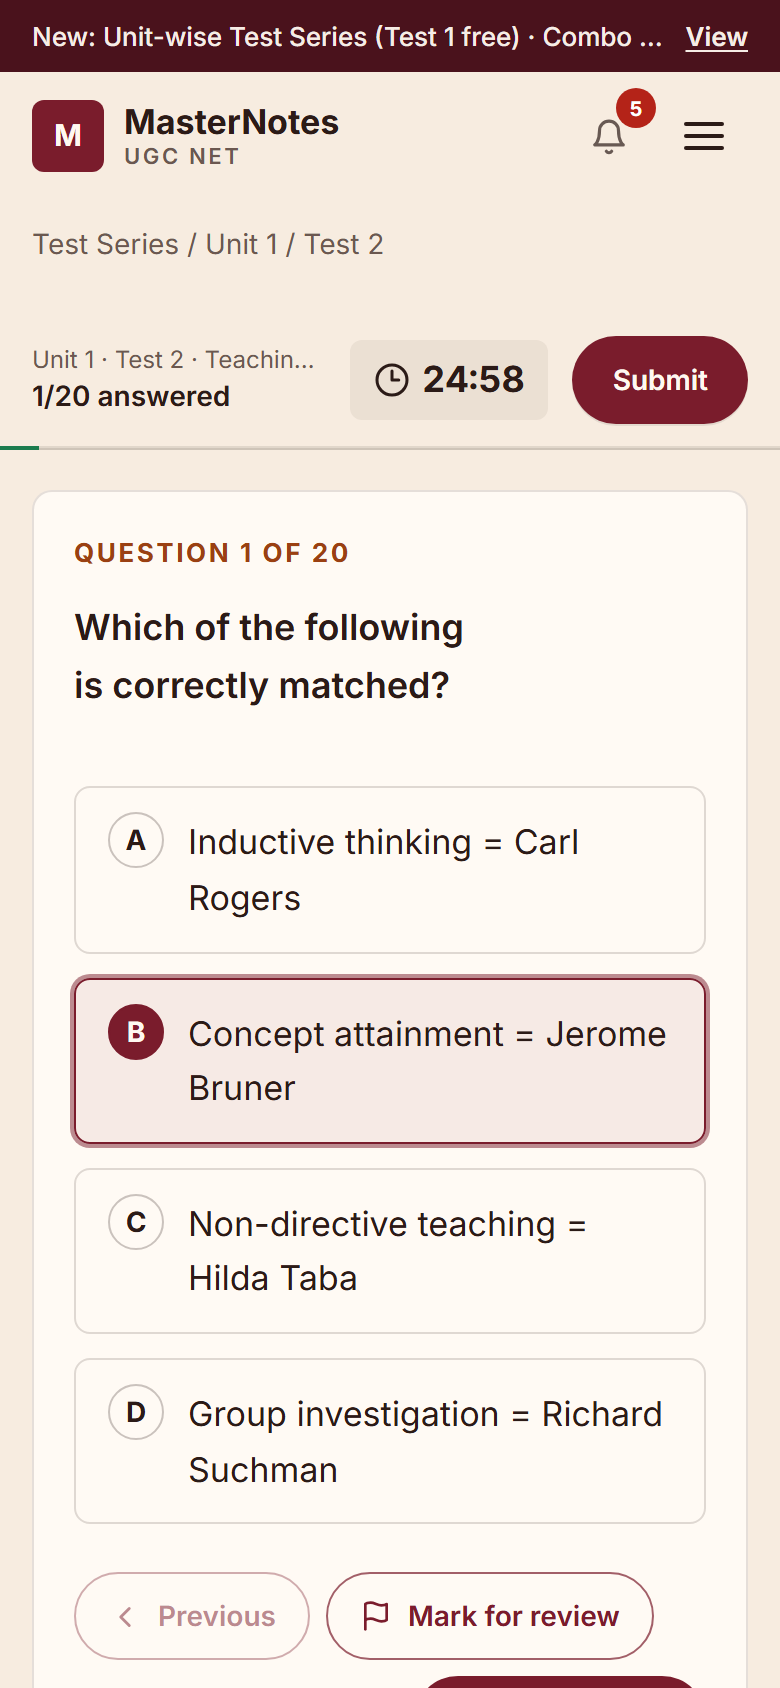 New: Unit-wise Test Series (Test 1 free) · Combo ... View
M
MasterNotes
UGC NET
5
Test Series / Unit 1 / Test 2
Unit 1 · Test 2 · Teachin...
1/20 answered
24:58
Submit
QUESTION 1 OF 20
Which of the following
is correctly matched?
A Inductive thinking = Carl
Rogers
B Concept attainment = Jerome
Bruner
C Non-directive teaching =
Hilda Taba
D Group investigation = Richard
Suchman
Previous
Mark for review